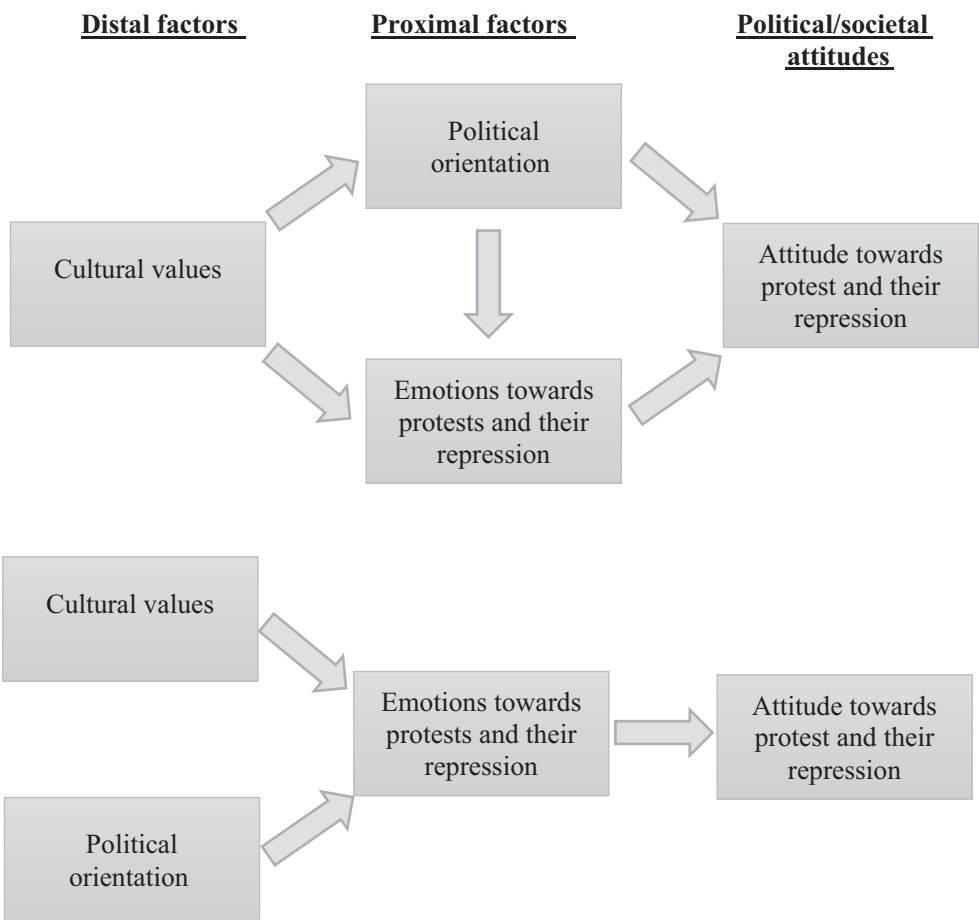 Distal factors
Proximal factors
Political/societal
attitudes
Political
orientation
Cultural values
Attitude towards
protest and their
repression
Emotions towards
protests and their
repression
Cultural values
Emotions towards
protests and their
repression
Attitude towards
protest and their
repression
Political
orientation